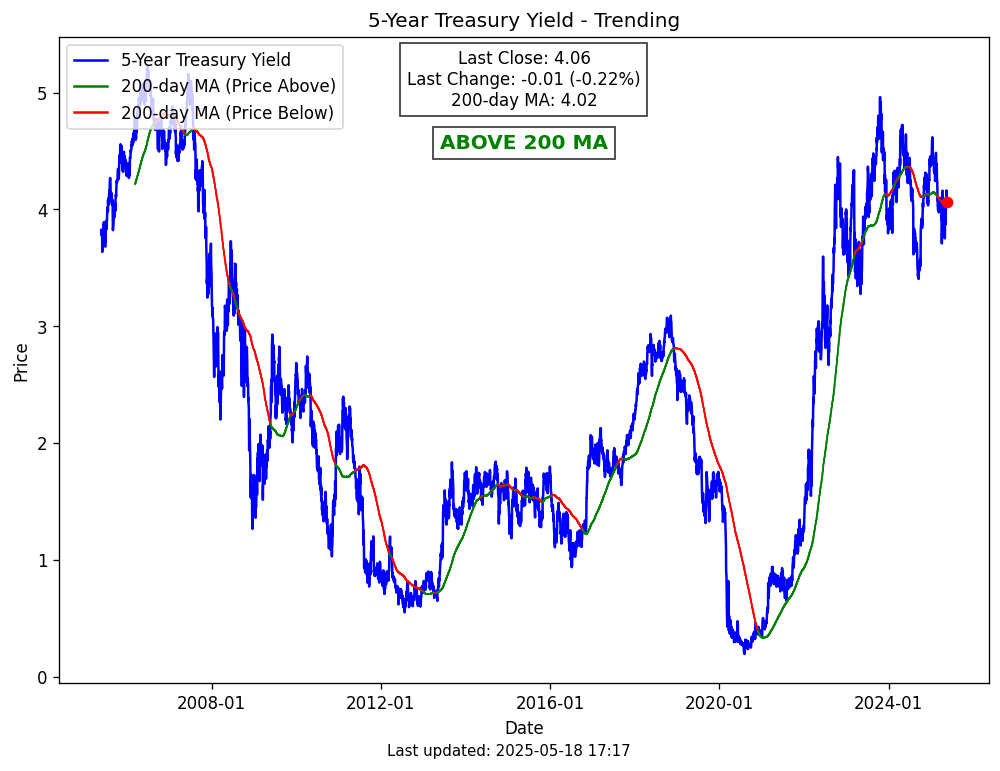 5-Year Treasury Yield - Trending
5-Year Treasury Yield
200-day MA (Price Above)
200-day MA (Price Below)
Last Close: 4.06
Last Change: -0.01 (-0.22%)
200-day MA: 4.02
ABOVE 200 MA
Price
5
4
3
2
1
0
2008-01
2012-01
2016-01
2020-01
2024-01
Date
Last updated: 2025-05-18 17:17